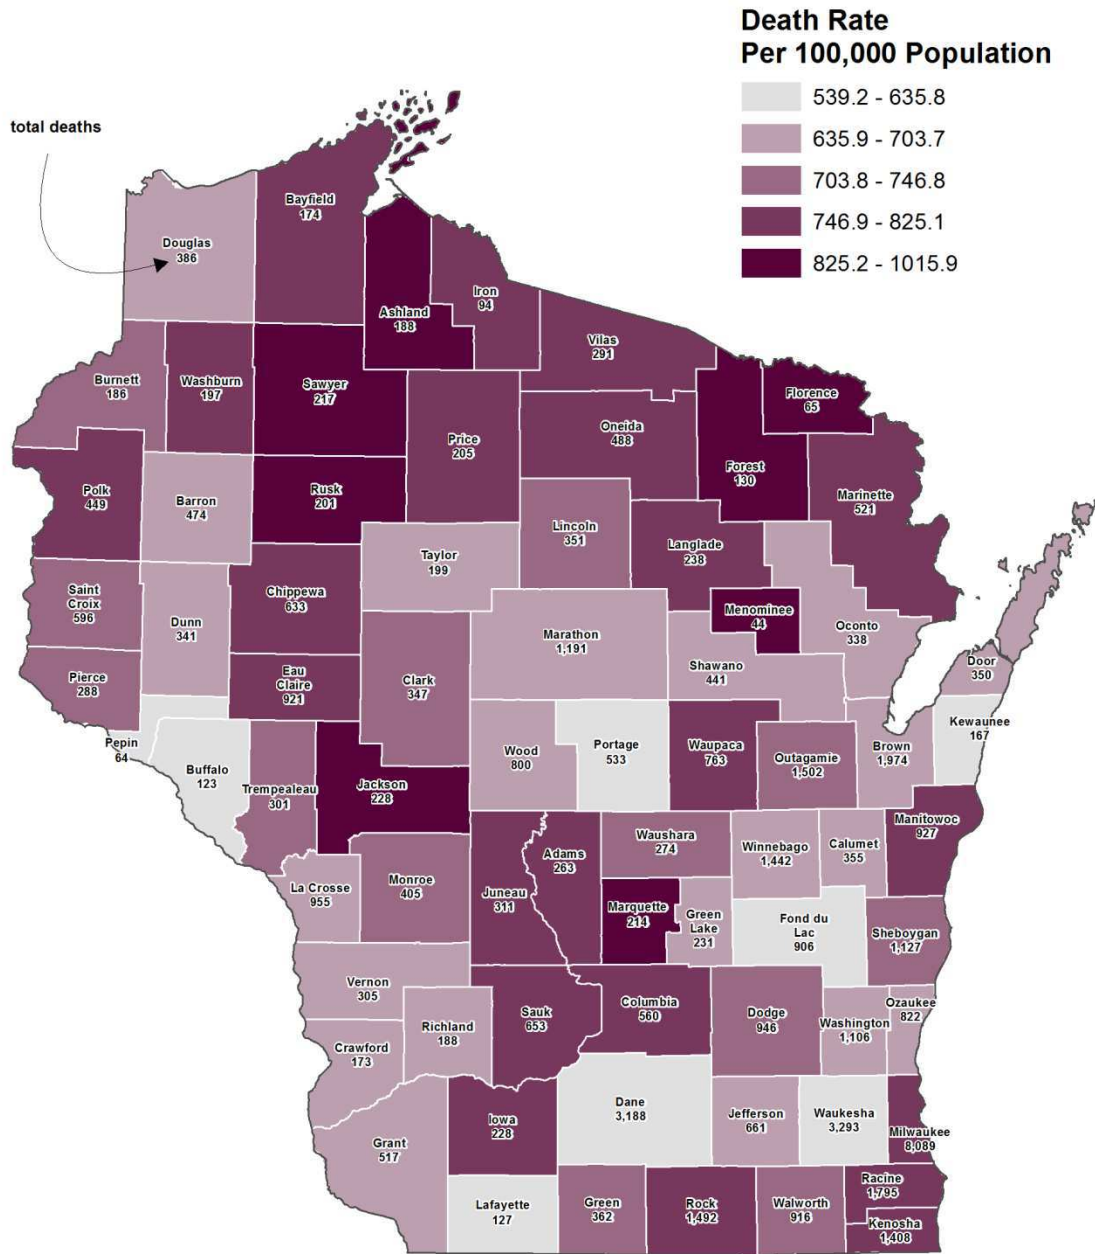 Death Rate
Per 100,000 Population
539.2 - 635.8
635.9 - 703.7
703.8 - 746.8
746.9 - 825.1
825.2 - 1015.9
total deaths
Bayfield
174
Douglas
386
Iron
94
Ashland
188
Vilas
291
Burnett
186
Washburn
197
Sawyer
217
Florence
65
Price
205
Oneida
488
Forest
130
Polk
449
Barron
474
Rusk
201
Marinette
521
Lincoln
351
Langlade
238
Taylor
199
Saint
Croix
596
Dunn
341
Chippewa
633
Menominee
44
Oconto
338
Marathon
1,191
Shawano
441
Door
350
Pierce
288
Eau
Claire
921
Clark
347
Kewaunee
167
Pepin
64
Buffalo
123
Trempealeau
301
Jackson
228
Wood
800
Portage
533
Waupaca
763
Outagamie
1,502
Brown
1,974
Manitowoc
927
Waushara
274
Winnebago
1,442
Calumet
355
La Crosse
955
Monroe
405
Juneau
311
Adams
263
Marquette
214
Green
Lake
231
Fond du
Lac
906
Sheboygan
1,127
Vernon
305
Richland
188
Sauk
653
Columbia
560
Dodge
946
Washington
1,106
Ozaukee
822
Crawford
173
Dane
3,188
Jefferson
661
Waukesha
3,293
Milwaukee
8,089
Grant
517
Iowa
228
Lafayette
127
Green
362
Rock
1,492
Walworth
916
Racine
1,795
Kenosha
1,408